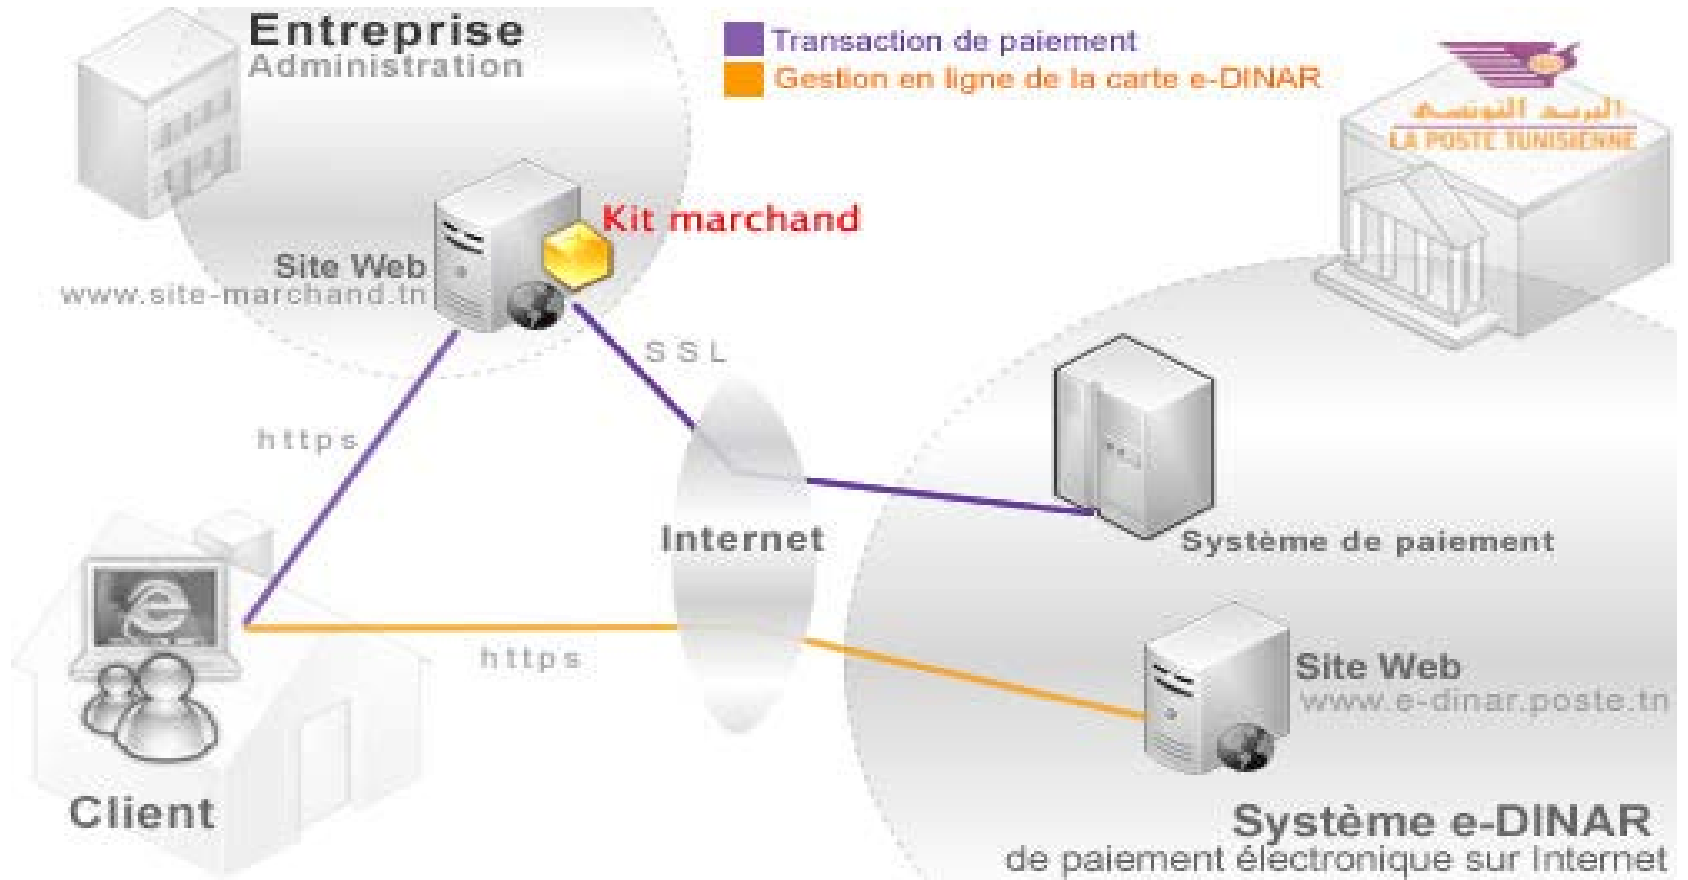 Entreprise
Administration
Transaction de paiement
Gestion en ligne de la carte e-DINAR
البريد التونسي
LA POSTE TUNISIENNE
Kit marchand
Site Web
www.site-marchand.tn
SSL
https
Internet
Système de paiement
https
Site Web
www.e-dinar.poste.tn
Client
Système e-DINAR
de paiement électronique sur Internet